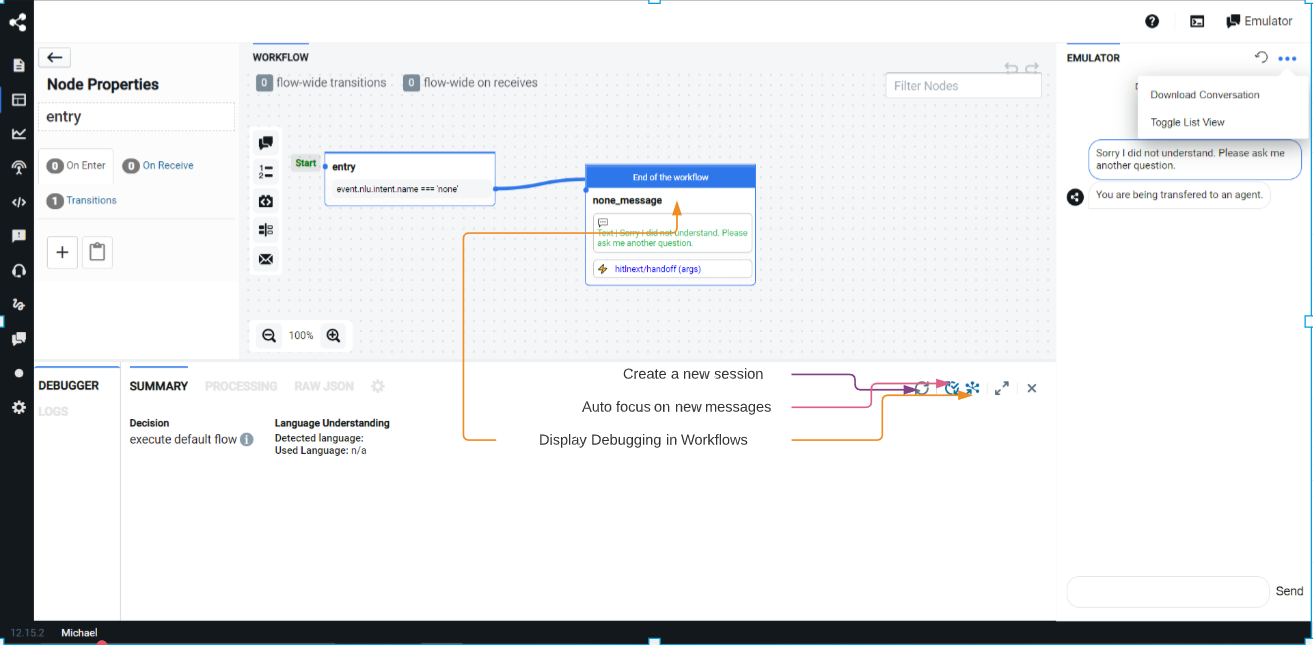 Emulator
Node Properties
entry
0 On Enter
0 On Receive
1 Transitions
WORKFLOW
0 flow-wide transitions
0 flow-wide on receives
Filter Nodes
Start
entry
event.nlu.intent.name === 'none'
End of the workflow
none_message
Text | Sorry I did not understand. Please
ask me another question.
hitlnext/handoff (args)
100%
EMULATOR
Download Conversation
Toggle List View
Sorry I did not understand. Please ask me
another question.
You are being transfered to an agent.
Send
DEBUGGER
LOGS
SUMMARY
PROCESSING
RAW JSON
Decision
execute default flow
Language Understanding
Detected language:
Used Language: n/a
Create a new session
Auto focus on new messages
Display Debugging in Workflows
12.15.2
Michael